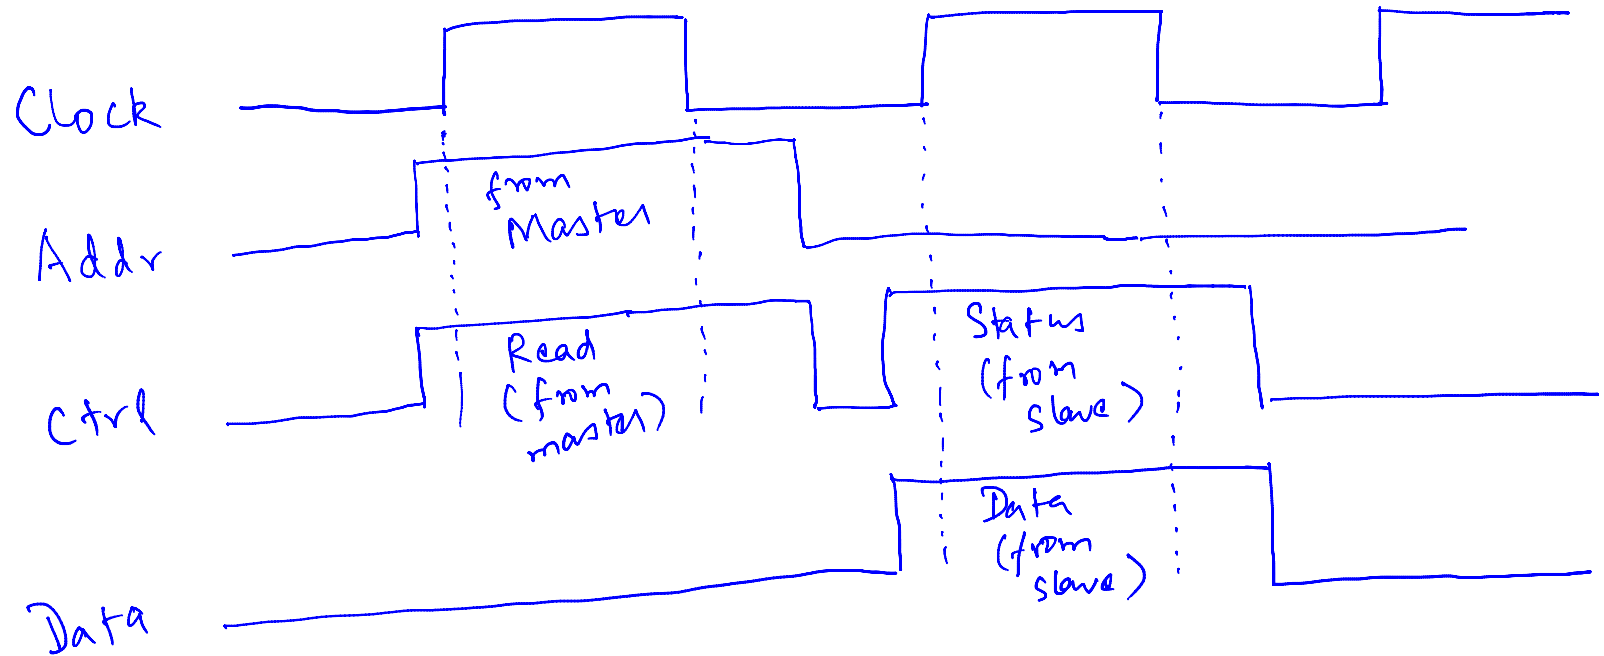 Clock
Addr
from
Master
Ctrl
Read
(from
master)
Status
(from
slave)
Data
Data
(from
slave)